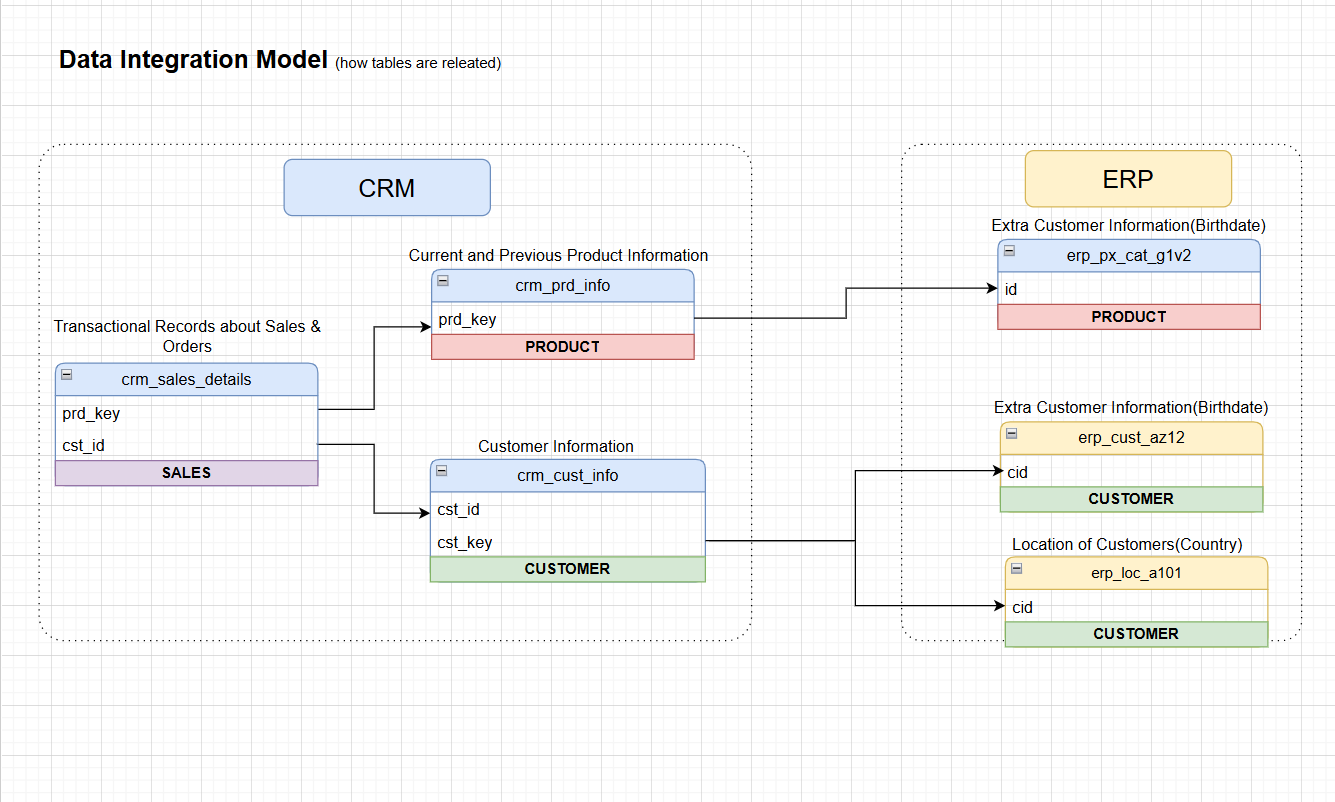 Data Integration Model (how tables are releated)
CRM
Current and Previous Product Information
crm_prd_info
prd_key
PRODUCT
Transactional Records about Sales &
Orders
crm_sales_details
prd_key
cst_id
SALES
Customer Information
crm_cust_info
cst_id
cst_key
CUSTOMER
ERP
Extra Customer Information(Birthdate)
erp_px_cat_g1v2
id
PRODUCT
Extra Customer Information(Birthdate)
erp_cust_az12
cid
CUSTOMER
Location of Customers(Country)
erp_loc_a101
cid
CUSTOMER